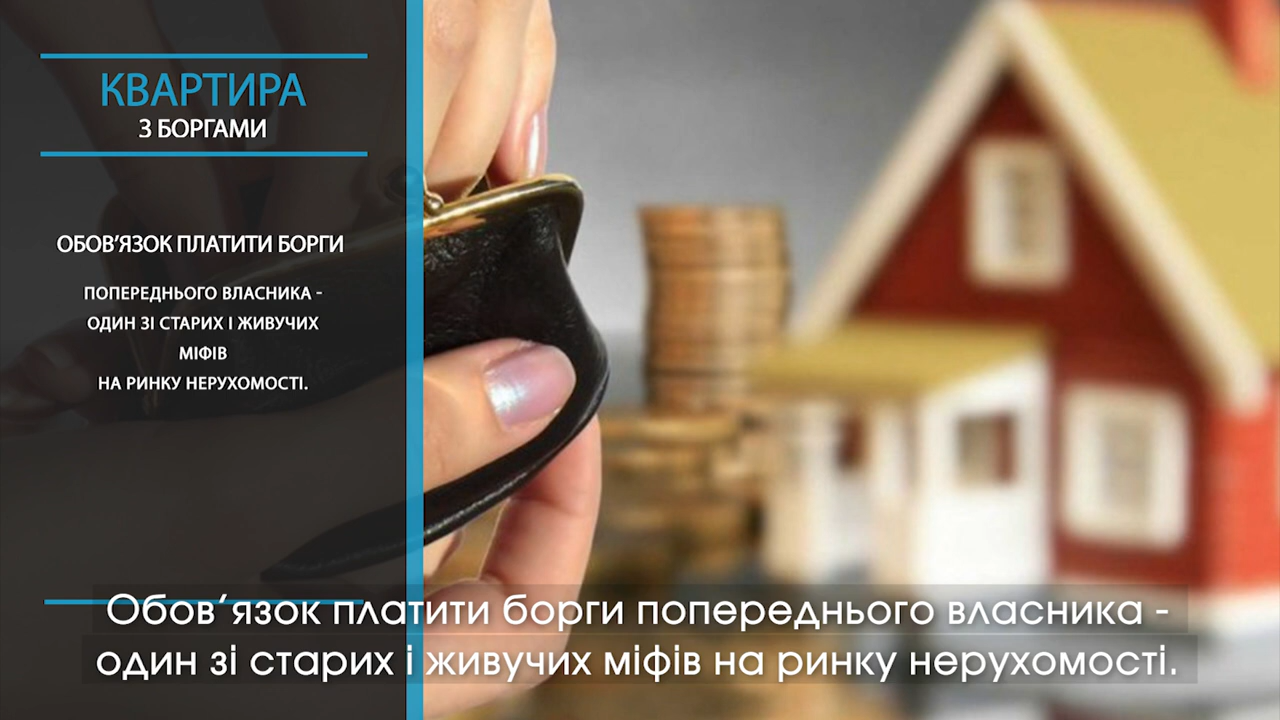 КВАРТИРА
З БОРГАМИ
ОБОВ'ЯЗОК ПЛАТИТИ БОРГИ
ПОПЕРЕДНЬОГО ВЛАСНИКА -
ОДИН ЗІ СТАРИХ І ЖИВУЧИХ
МІФІВ
НА РИНКУ НЕРУХОМОСТІ.
Обов'язок платити борги попереднього власника -
один зі старих і живучих міфів на ринку нерухомості.